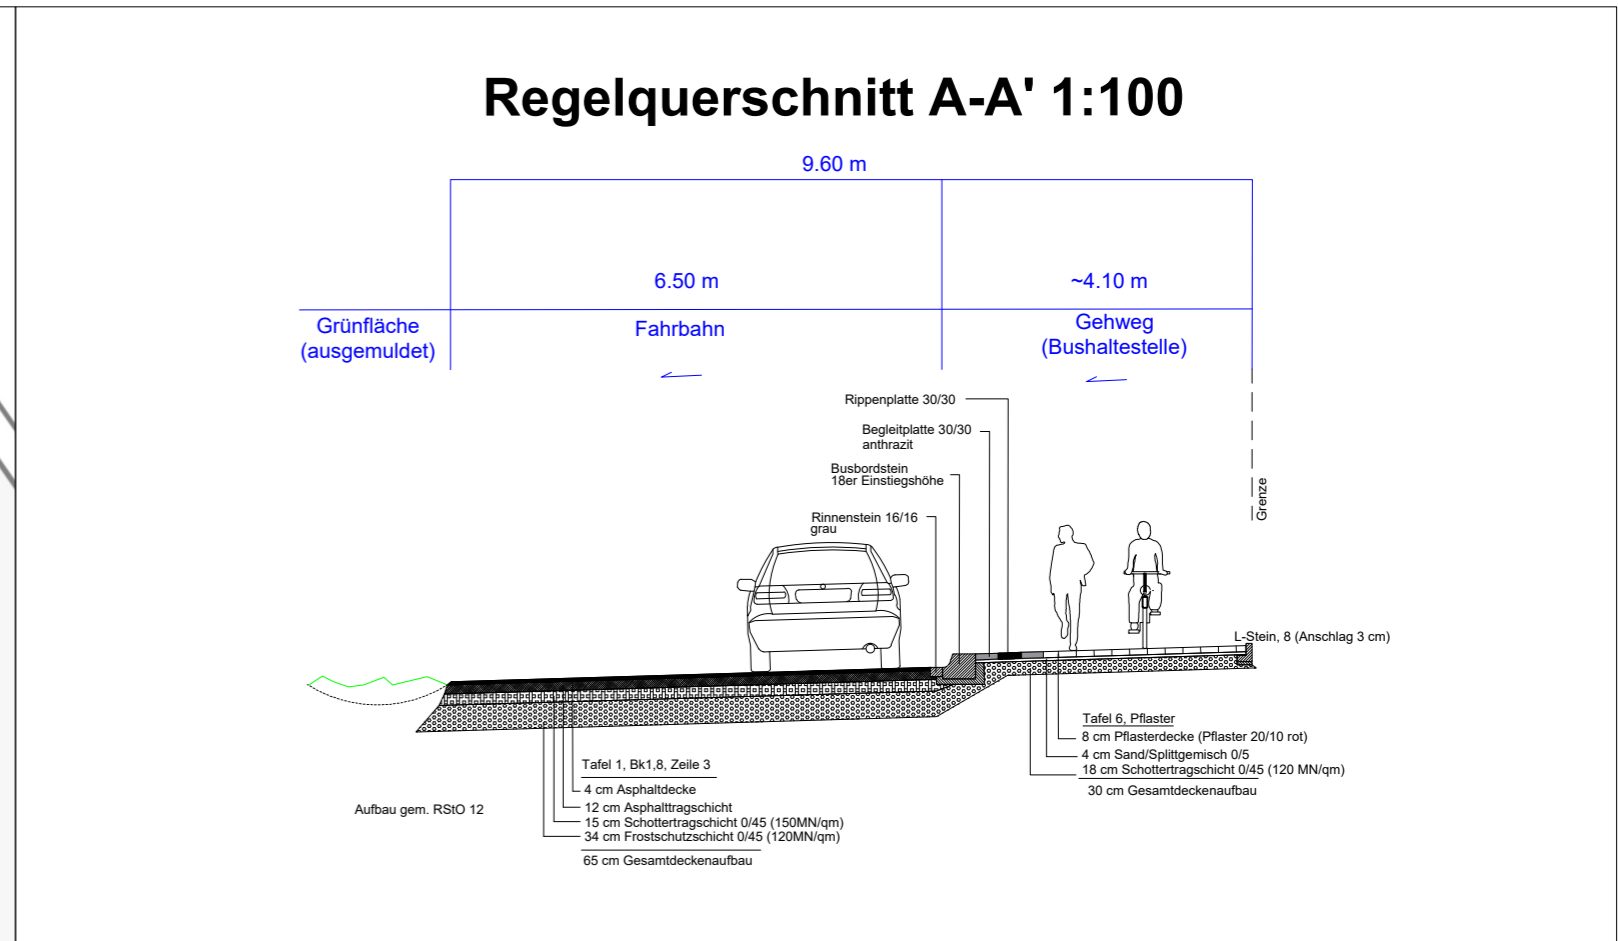 Regelquerschnitt A-A' 1:100
9.60 m
6.50 m
~4.10 m
Grünfläche
(ausgemuldet)
Fahrbahn
Gehweg
(Bushaltestelle)
Rippenplatte 30/30
Begleitplatte 30/30
anthrazit
Busbordstein
18er Einstiegshöhe
Rinnenstein 16/16
grau
Grenze
L-Stein, 8 (Anschlag 3 cm)
Tafel 6, Pflaster
8 cm Pflasterdecke (Pflaster 20/10 rot)
4 cm Sand/Splittgemisch 0/5
18 cm Schottertragschicht 0/45 (120 MN/qm)
30 cm Gesamtdeckenaufbau
Aufbau gem. RStO 12
Tafel 1, Bk1,8, Zeile 3
4 cm Asphaltdecke
12 cm Asphalttragschicht
15 cm Schottertragschicht 0/45 (150MN/qm)
34 cm Frostschutzschicht 0/45 (120MN/qm)
65 cm Gesamtdeckenaufbau